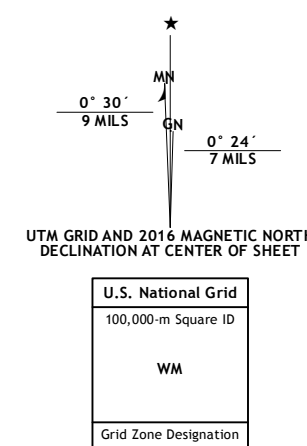 ★
MN
0° 30´
9 MILS
GN
0° 24´
7 MILS
UTM GRID AND 2016 MAGNETIC NORTH
DECLINATION AT CENTER OF SHEET
U.S. National Grid
100,000-m Square ID
WM
Grid Zone Designation